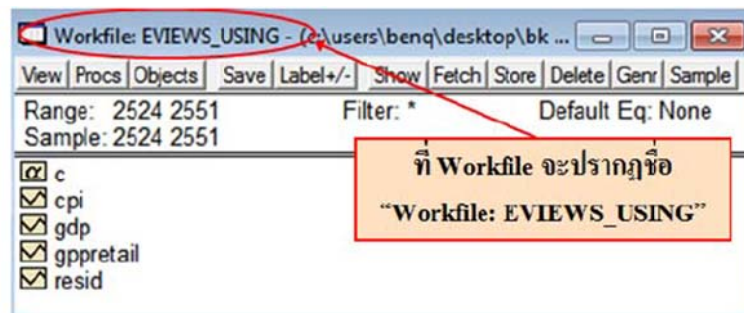 Workfile: EVIEWS_USING - (c:\users\benq\desktop\bk ...
View Procs Objects Save Label+/- Show Fetch Store Delete Genr Sample
Range: 2524 2551 Filter: * Default Eq: None
Sample: 2524 2551
α c
cpi
gdp
gppretail
resid
ที่ Workfile จะปรากฏชื่อ
“Workfile: EVIEWS_USING”